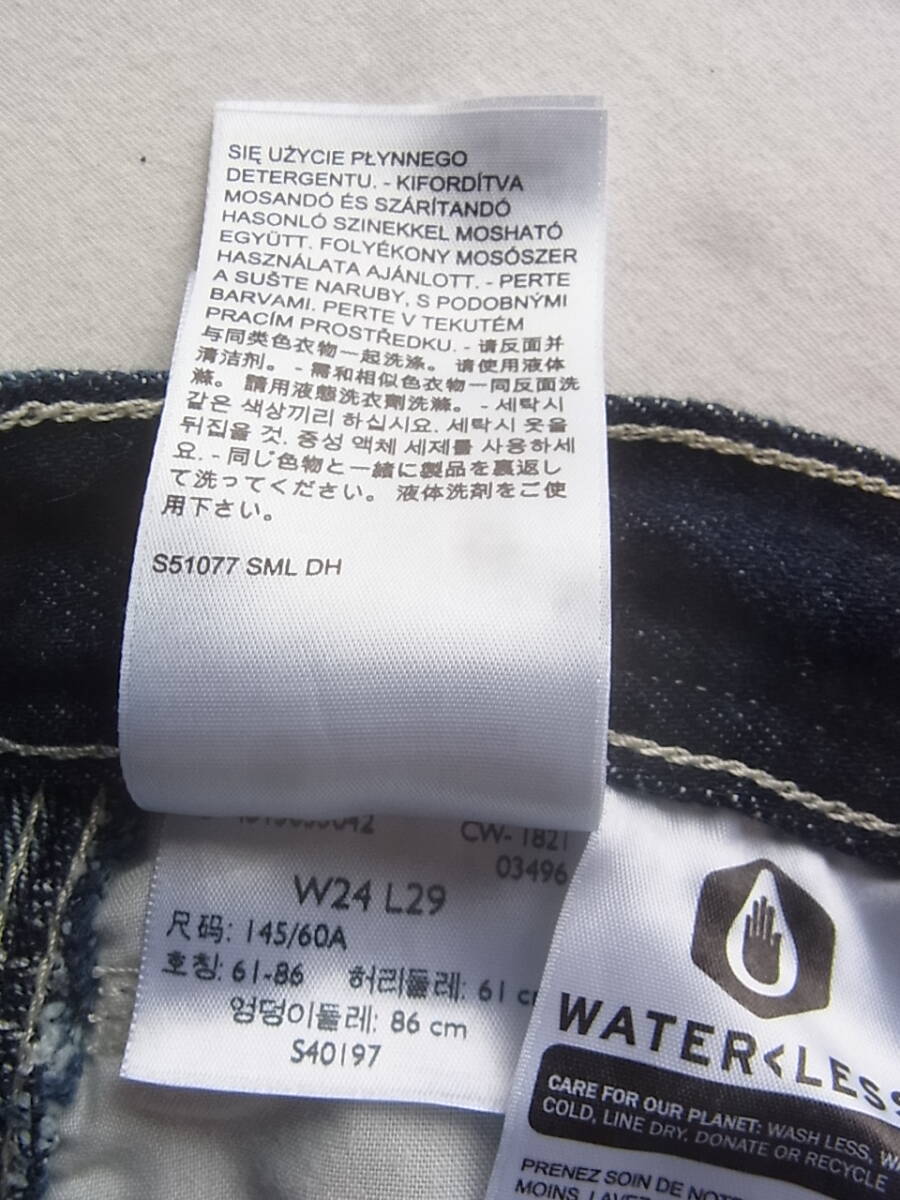 SIĘ UŻYCIE PŁYNNEGO
DETERGENTU. - KIFORDÍTVA
MOSANDÓ ÉS SZÁRÍTANDÓ
HASONLÓ SZINEKKEL MOSHATÓ
EGYÜTT. FOLYÉKONY MOSÓSZER
HASZNÁLATA AJÁNLOTT. - PERTE
A SUŠTE NARUBY, S PODOBNÝMI
BARVAMI. PERTE V TEKUTÉM
PRACÍM PROSTŘEDKU. - 请反面并
与同类色衣物一起洗涤。 请使用液体
清洁剂。 - 需和相似色衣物一同反面洗
滌。 請用液態洗衣劑洗滌。 - 세탁시
같은 색상끼리 하십시요. 세탁시 옷을
뒤집을 것. 중성 액체 세제를 사용하세
요. - 同じ色物と一緒に製品を裏返し
て洗ってください。 液体洗剤をご使
用下さい。
S51077 SML DH
CW- 1821
03496
W24 L29
尺码: 145/60A
호칭: 61-86 허리둘레: 61
엉덩이둘레: 86 cm
S40197
WATER<LESS
CARE FOR OUR PLANET: WASH LESS,
COLD, LINE DRY, DONATE OR RECYCLE
PRENEZ SOIN DE
MOINS,